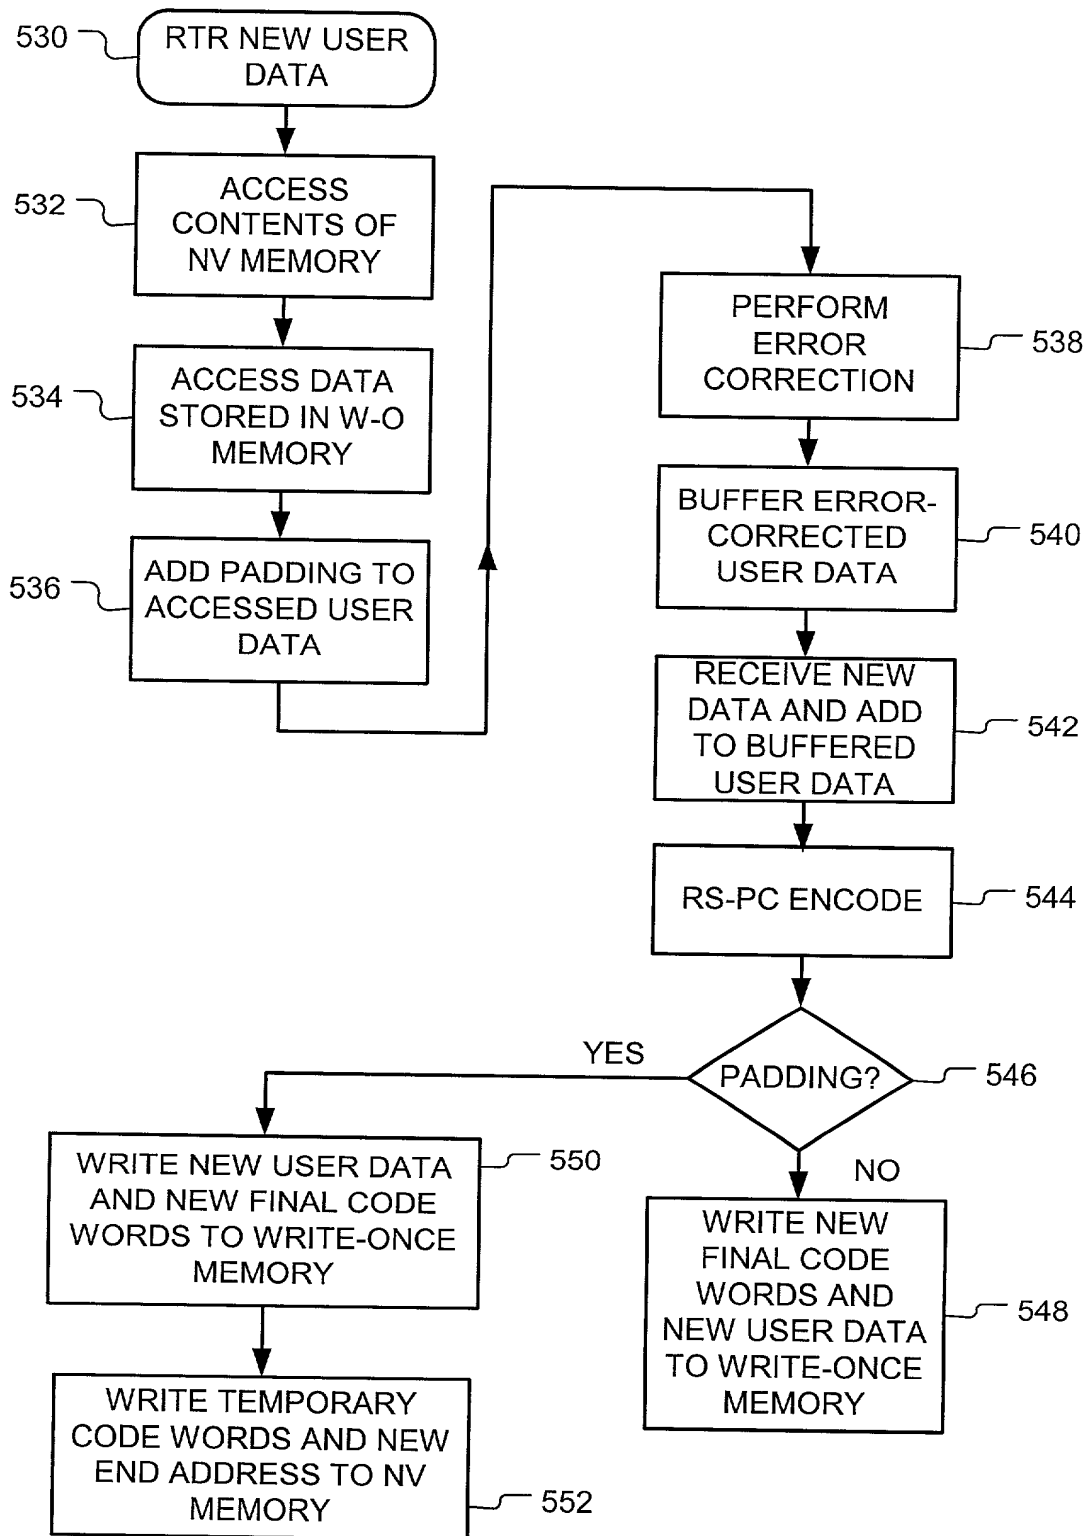 530
RTR NEW USER
DATA
532
ACCESS
CONTENTS OF
NV MEMORY
534
ACCESS DATA
STORED IN W-O
MEMORY
536
ADD PADDING TO
ACCESSED USER
DATA
PERFORM
ERROR
CORRECTION
538
BUFFER ERROR-
CORRECTED
USER DATA
540
RECEIVE NEW
DATA AND ADD
TO BUFFERED
USER DATA
542
RS-PC ENCODE
544
PADDING?
546
YES
NO
WRITE NEW USER DATA
AND NEW FINAL CODE
WORDS TO WRITE-ONCE
MEMORY
550
WRITE NEW
FINAL CODE
WORDS AND
NEW USER DATA
TO WRITE-ONCE
MEMORY
548
WRITE TEMPORARY
CODE WORDS AND NEW
END ADDRESS TO NV
MEMORY
552